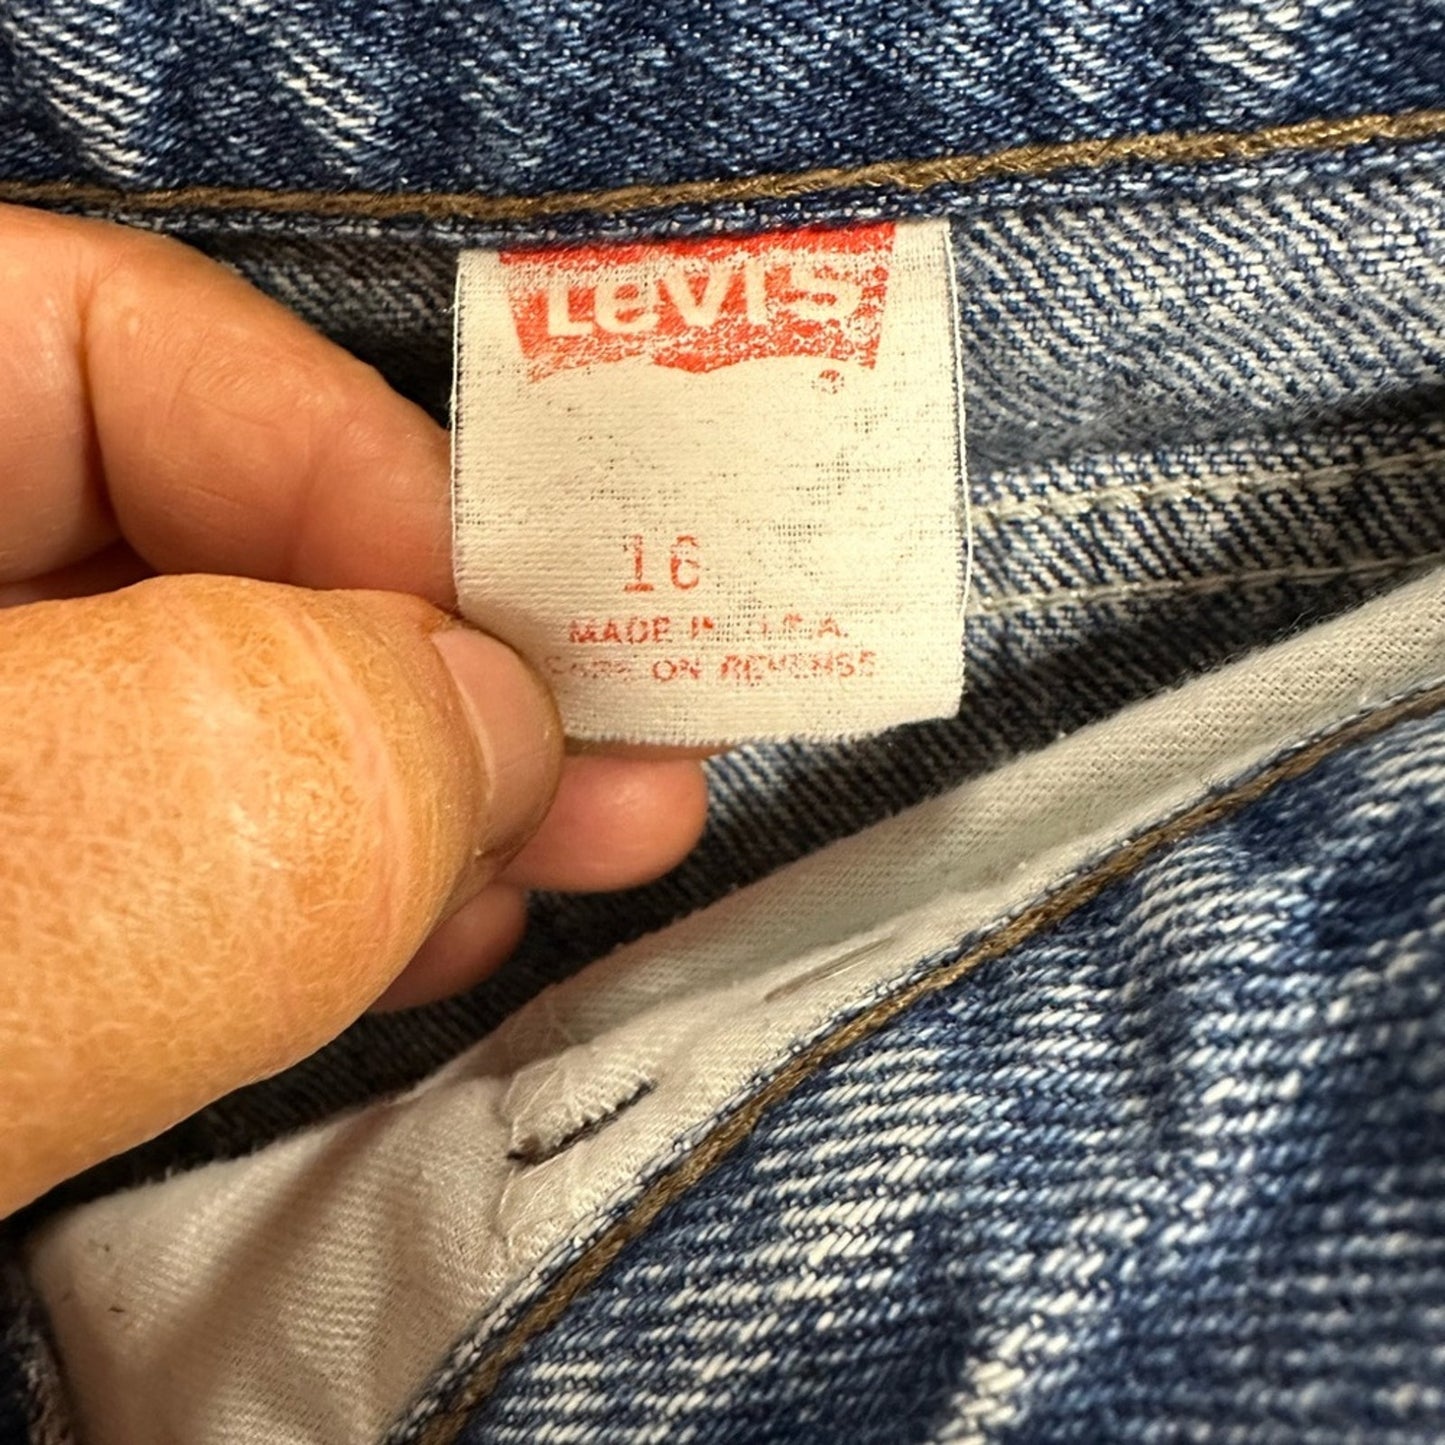 Levi's
®
16
MADE IN U.S.A.
CARE ON REVERSE